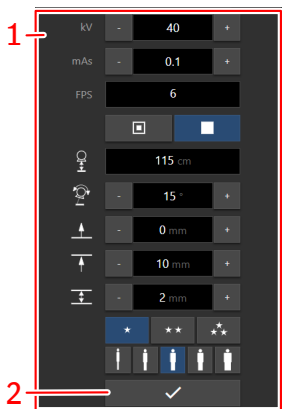 1
kV - 40 +
mAs - 0.1 +
FPS 6
115 cm
- 15 ° +
- 0 mm +
- 10 mm +
- 2 mm +
2